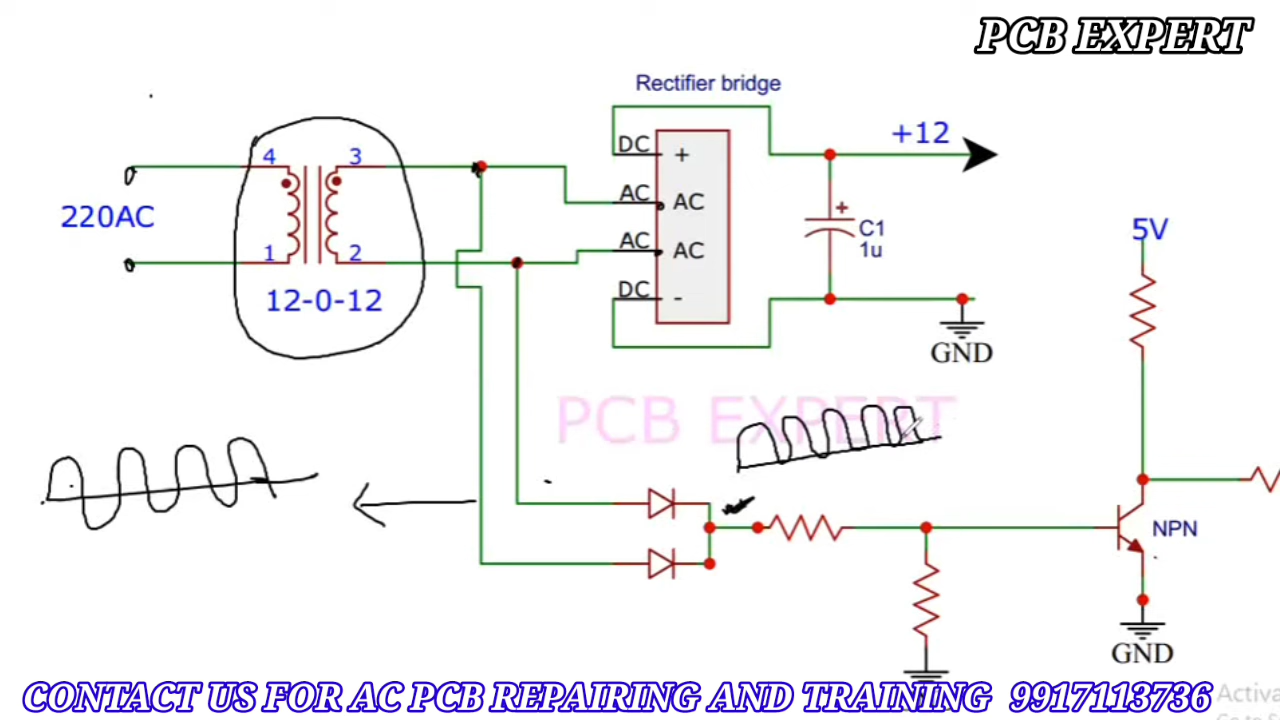 PCB EXPERT
Rectifier bridge
DC +
AC AC
AC AC
DC -
+12
C1
1u
GND
4 3
220AC
1 2
12-0-12
5V
PCB EXPERT
NPN
GND
CONTACT US FOR AC PCB REPAIRING AND TRAINING 9917113736
Activa